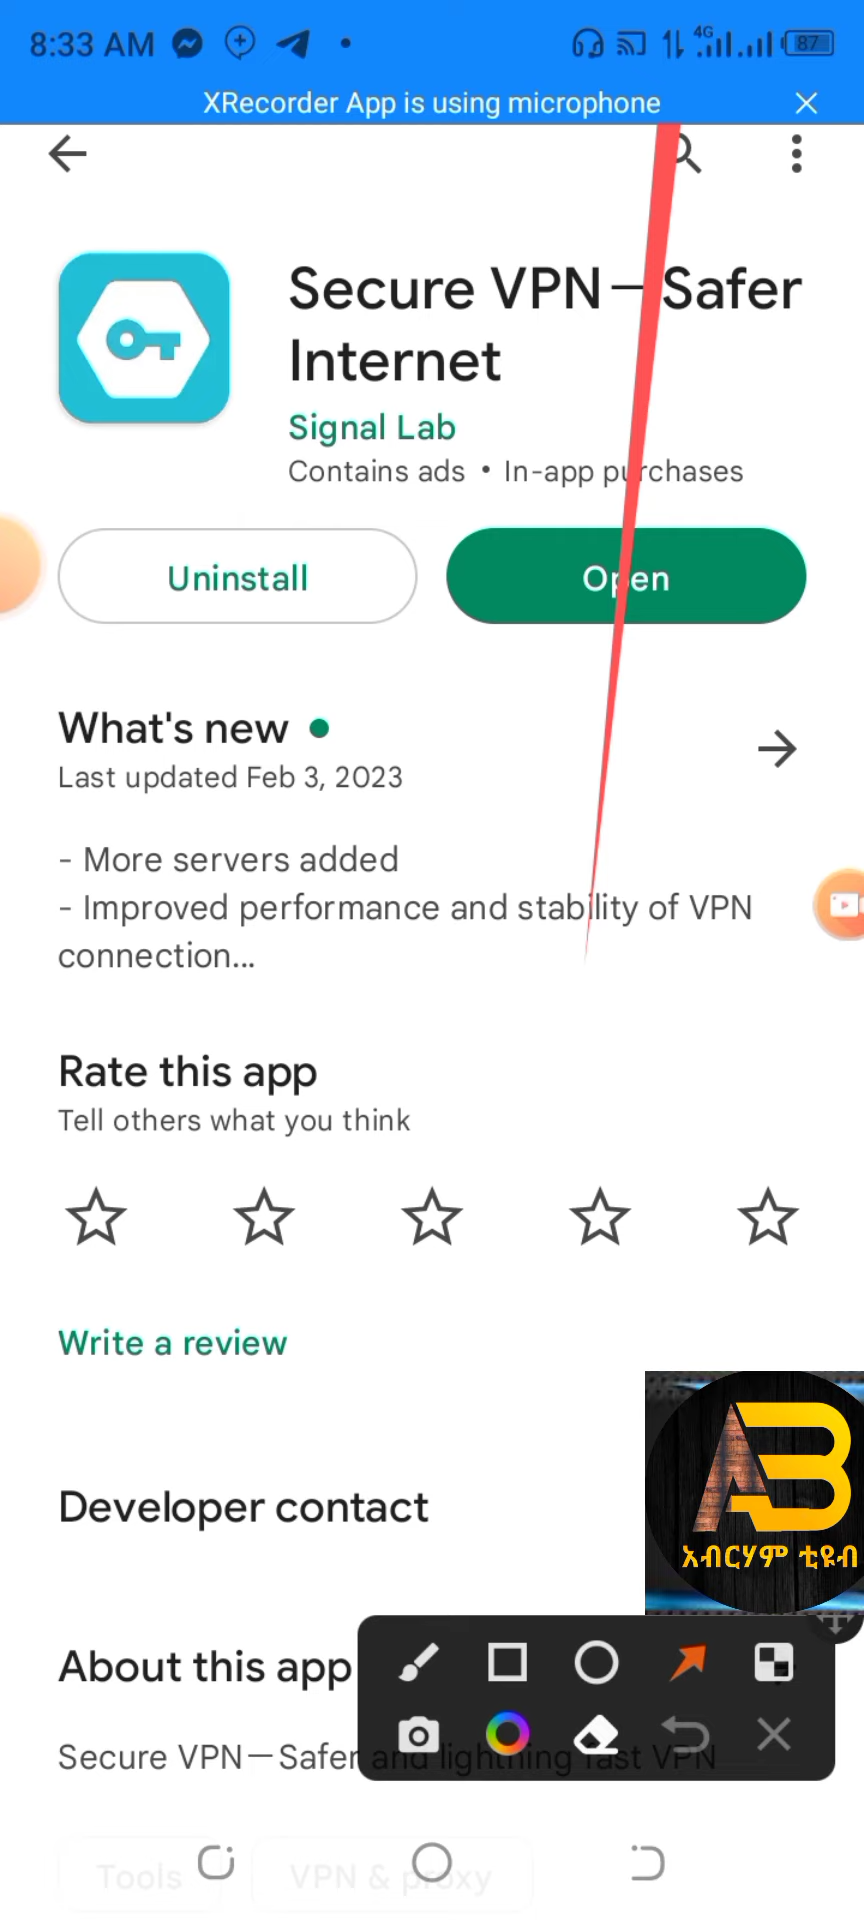 8:33 AM
4G
87
XRecorder App is using microphone
Secure VPN－Safer
Internet
Signal Lab
Contains ads • In-app purchases
Uninstall
Open
What's new
Last updated Feb 3, 2023
- More servers added
- Improved performance and stability of VPN
connection...
Rate this app
Tell others what you think
Write a review
Developer contact
AB
አብርሃም ቲዩብ
About this app
Secure VPN－Safer and lightning fast VPN
Tools
VPN & proxy